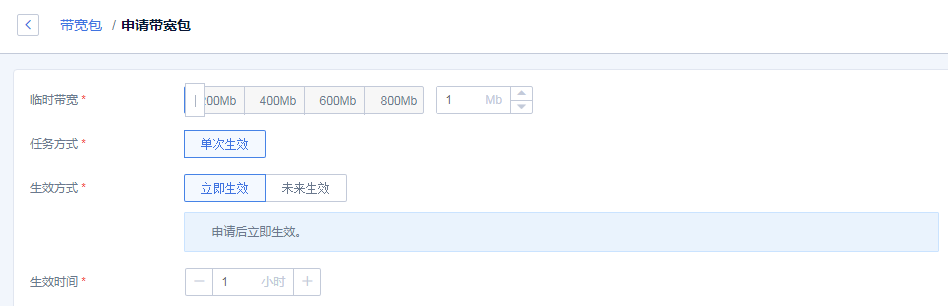 带宽包 / 申请带宽包
临时带宽 * 200Mb 400Mb 600Mb 800Mb 1 Mb
任务方式 * 单次生效
生效方式 * 立即生效 未来生效
申请后立即生效。
生效时间 * 1 小时